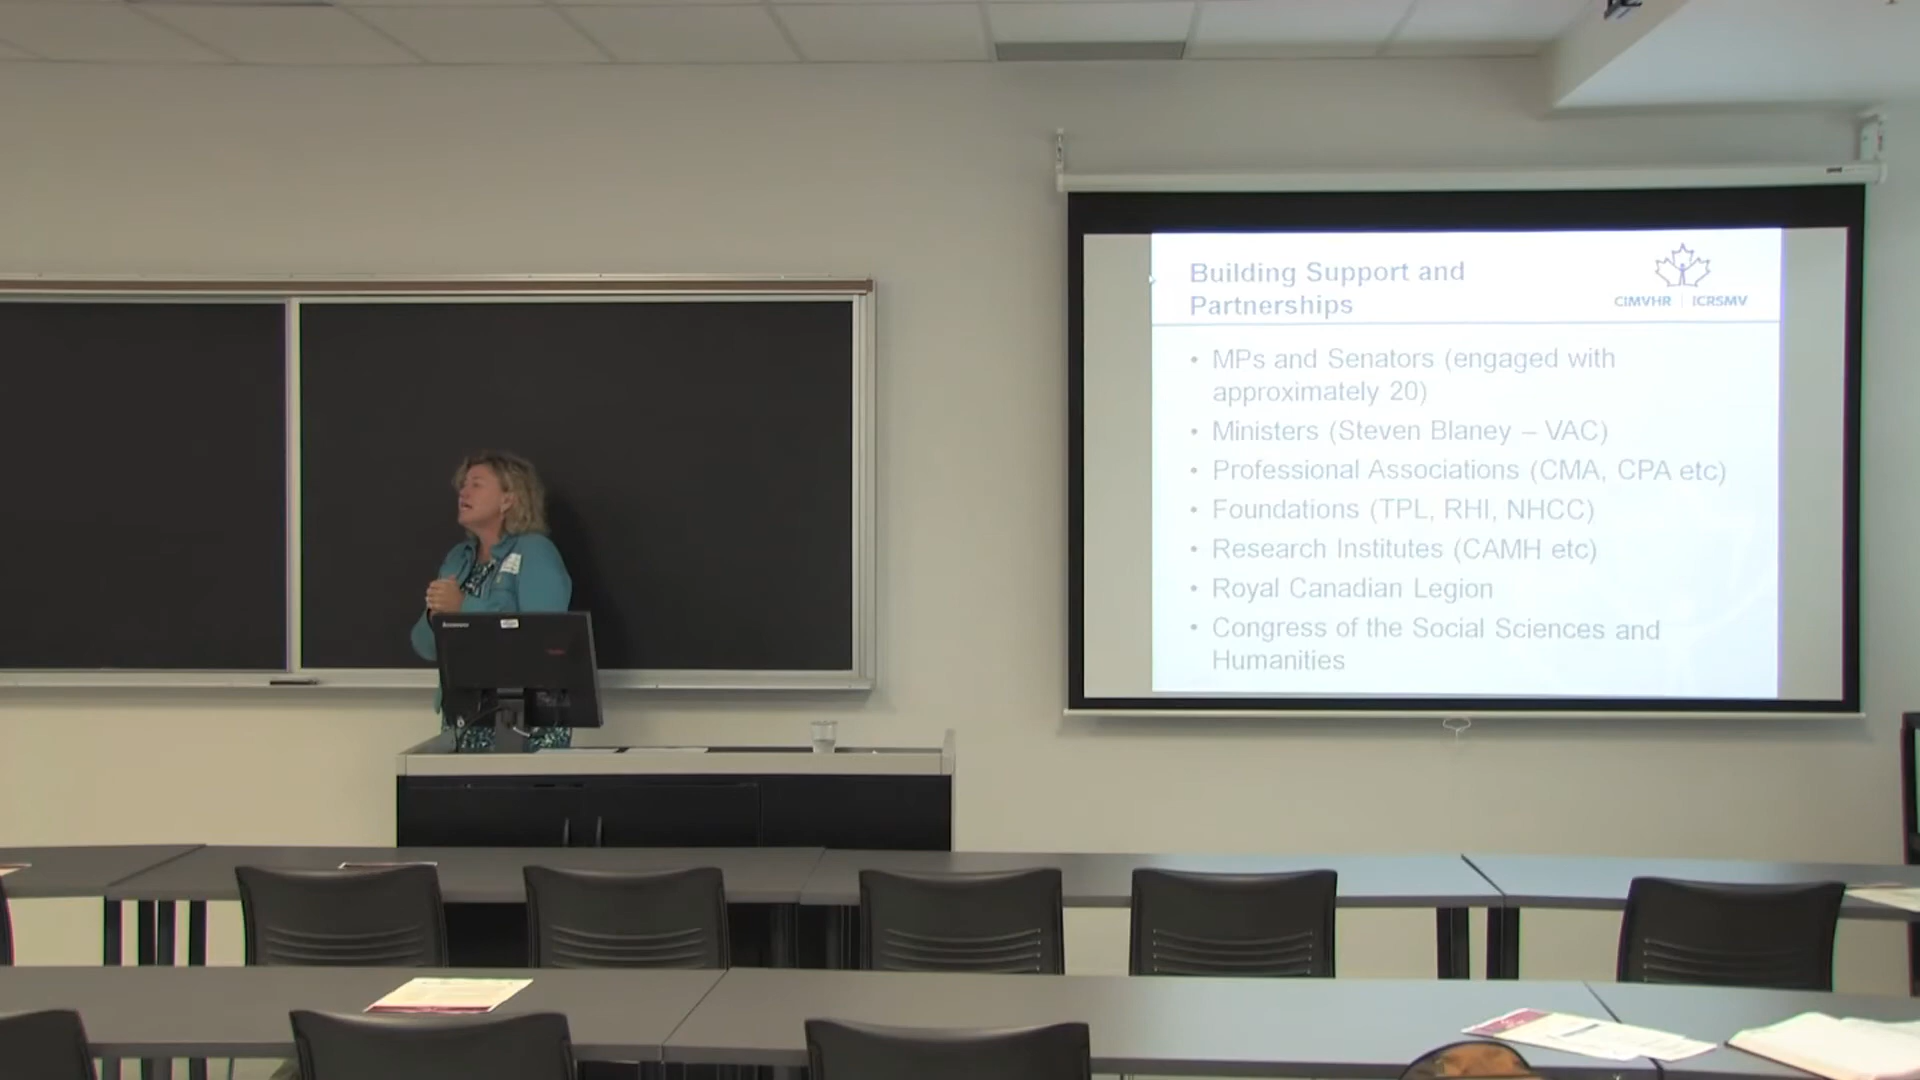 Building Support and
Partnerships
CIMVHR | ICRSMV
• MPs and Senators (engaged with
approximately 20)
• Ministers (Steven Blaney – VAC)
• Professional Associations (CMA, CPA etc)
• Foundations (TPL, RHI, NHCC)
• Research Institutes (CAMH etc)
• Royal Canadian Legion
• Congress of the Social Sciences and
Humanities